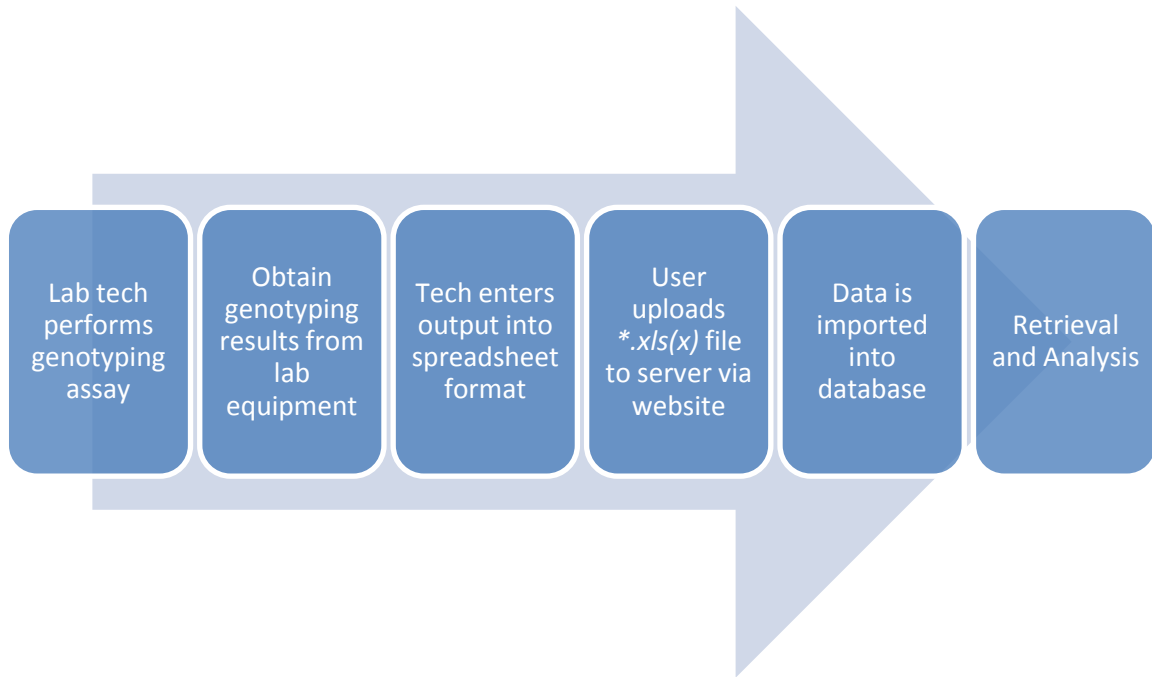 Lab tech
performs
genotyping
assay
Obtain
genotyping
results from
lab
equipment
Tech enters
output into
spreadsheet
format
User
uploads
*.xls(x) file
to server via
website
Data is
imported
into
database
Retrieval
and Analysis